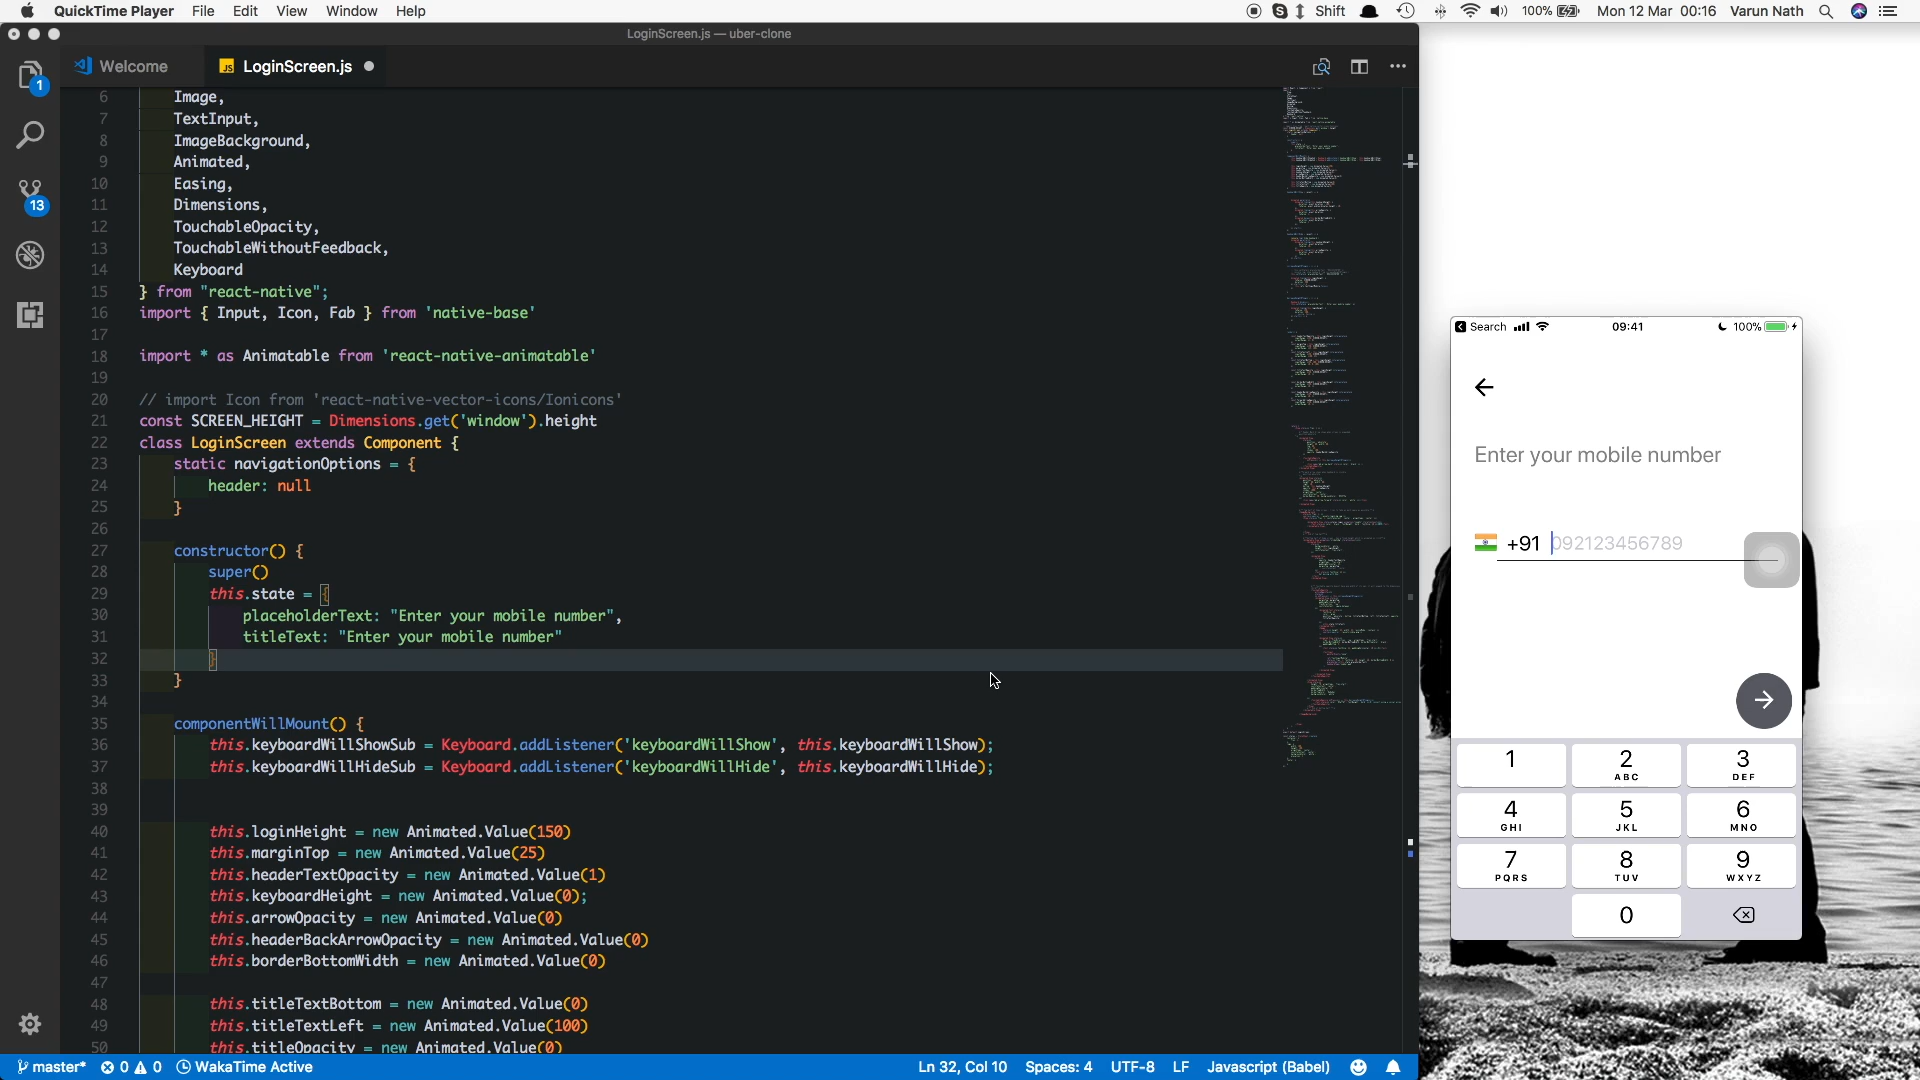 QuickTime Player File Edit View Window Help
Shift 100% Mon 12 Mar 00:16 Varun Nath
LoginScreen.js — uber-clone
Welcome
JS LoginScreen.js
1
13
6 Image,
7 TextInput,
8 ImageBackground,
9 Animated,
10 Easing,
11 Dimensions,
12 TouchableOpacity,
13 TouchableWithoutFeedback,
14 Keyboard
15 } from "react-native";
16 import { Input, Icon, Fab } from 'native-base'
17
18 import * as Animatable from 'react-native-animatable'
19
20 // import Icon from 'react-native-vector-icons/Ionicons'
21 const SCREEN_HEIGHT = Dimensions.get('window').height
22 class LoginScreen extends Component {
23 static navigationOptions = {
24 header: null
25 }
26
27 constructor() {
28 super()
29 this.state = {
30 placeholderText: "Enter your mobile number",
31 titleText: "Enter your mobile number"
32 }
33 }
34
35 componentWillMount() {
36 this.keyboardWillShowSub = Keyboard.addListener('keyboardWillShow', this.keyboardWillShow);
37 this.keyboardWillHideSub = Keyboard.addListener('keyboardWillHide', this.keyboardWillHide);
38
39
40 this.loginHeight = new Animated.Value(150)
41 this.marginTop = new Animated.Value(25)
42 this.headerTextOpacity = new Animated.Value(1)
43 this.keyboardHeight = new Animated.Value(0);
44 this.arrowOpacity = new Animated.Value(0)
45 this.headerBackArrowOpacity = new Animated.Value(0)
46 this.borderBottomWidth = new Animated.Value(0)
47
48 this.titleTextBottom = new Animated.Value(0)
49 this.titleTextLeft = new Animated.Value(100)
50 this.titleOpacity = new Animated.Value(0)
master* 0 0 WakaTime Active
Ln 32, Col 10 Spaces: 4 UTF-8 LF Javascript (Babel)
Search 09:41 100%
Enter your mobile number
+91 092123456789
1 2 3
ABC DEF
4 5 6
GHI JKL MNO
7 8 9
PQRS TUV WXYZ
0